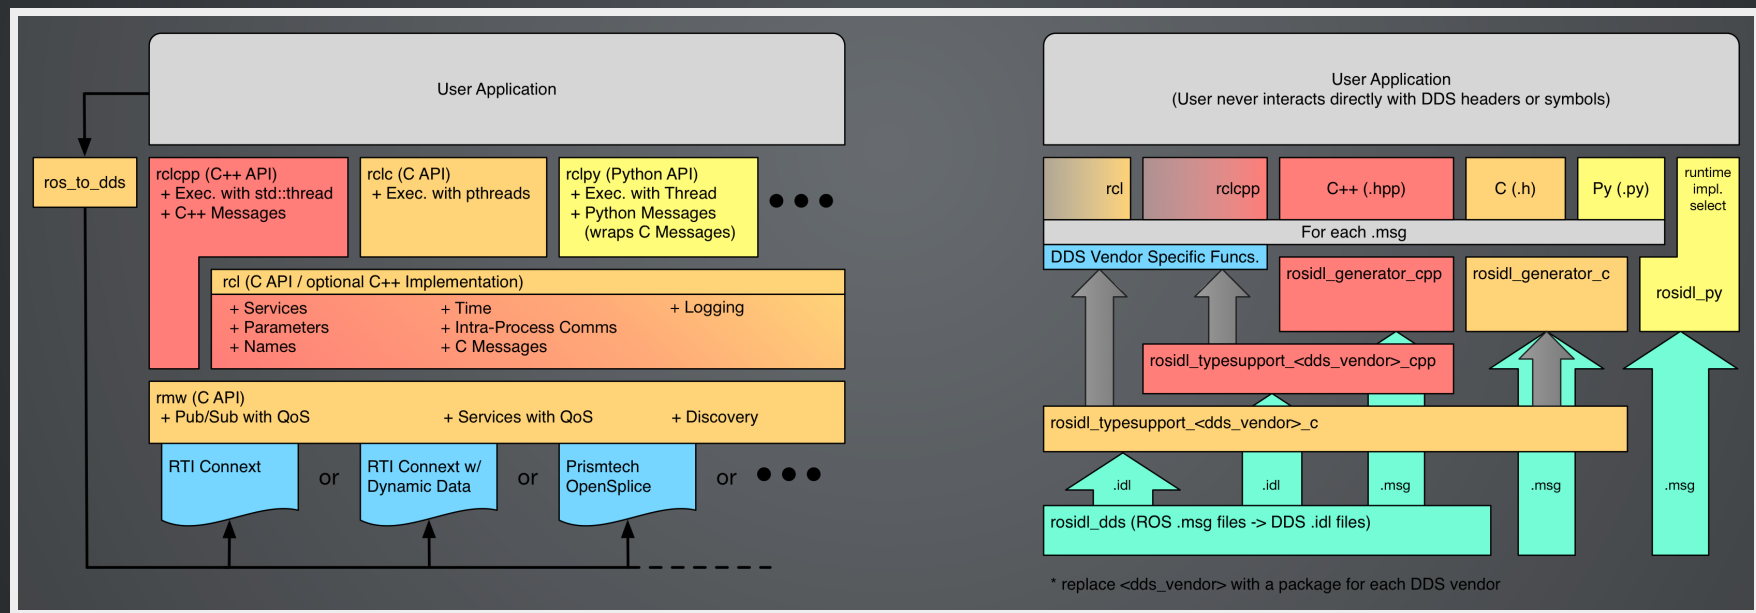 User Application
ros_to_dds
rclcpp (C++ API)
+ Exec. with std::thread
+ C++ Messages
rclc (C API)
+ Exec. with pthreads
rclpy (Python API)
+ Exec. with Thread
+ Python Messages
(wraps C Messages)
rcl (C API / optional C++ Implementation)
+ Services
+ Parameters
+ Names
+ Time
+ Intra-Process Comms
+ C Messages
+ Logging
rmw (C API)
+ Pub/Sub with QoS
+ Services with QoS
+ Discovery
RTI Connext
or
RTI Connext w/
Dynamic Data
or
Prismtech
OpenSplice
or
User Application
(User never interacts directly with DDS headers or symbols)
rcl
rclcpp
C++ (.hpp)
C (.h)
Py (.py)
runtime
impl.
select
For each .msg
DDS Vendor Specific Funcs.
rosidl_generator_cpp
rosidl_generator_c
rosidl_py
rosidl_typesupport_<dds_vendor>_cpp
rosidl_typesupport_<dds_vendor>_c
.idl
.idl
.msg
.msg
.msg
rosidl_dds (ROS .msg files -> DDS .idl files)
* replace <dds_vendor> with a package for each DDS vendor